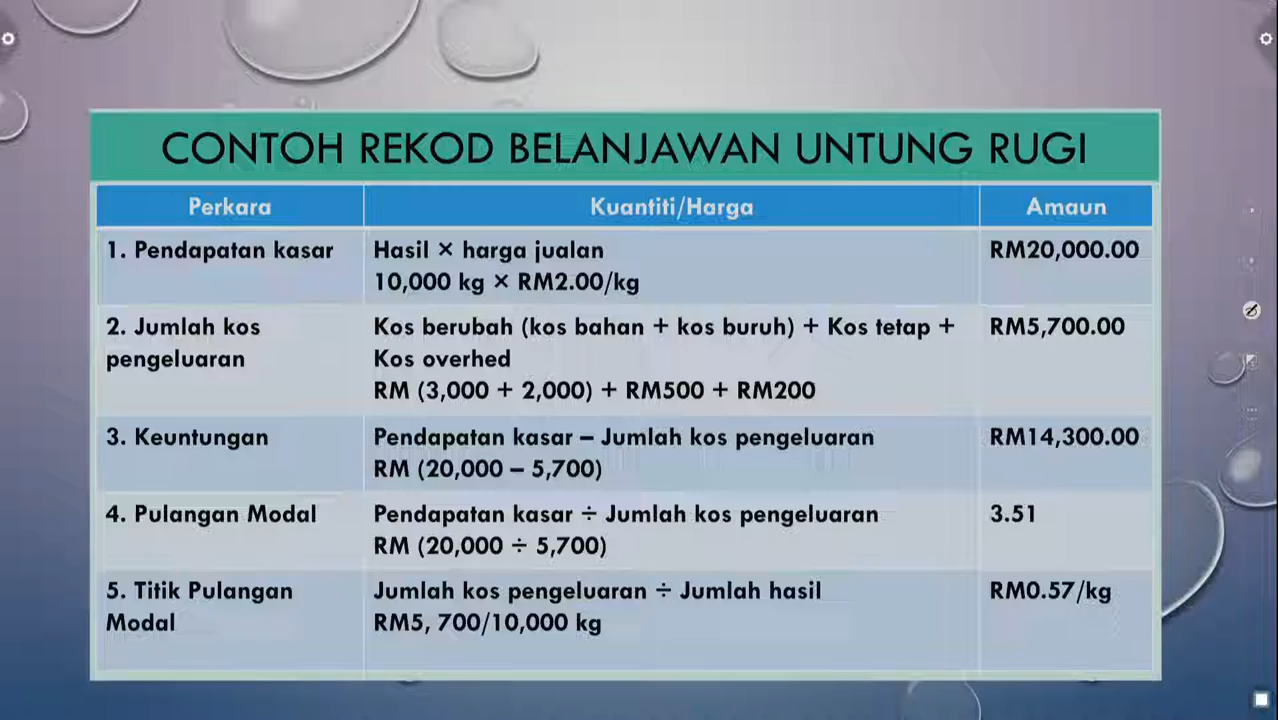 CONTOH REKOD BELANJAWAN UNTUNG RUGI
Perkara Kuantiti/Harga Amaun
1. Pendapatan kasar Hasil × harga jualan RM20,000.00
10,000 kg × RM2.00/kg
2. Jumlah kos Kos berubah (kos bahan + kos buruh) + Kos tetap + RM5,700.00
pengeluaran Kos overhed
RM (3,000 + 2,000) + RM500 + RM200
3. Keuntungan Pendapatan kasar – Jumlah kos pengeluaran RM14,300.00
RM (20,000 – 5,700)
4. Pulangan Modal Pendapatan kasar ÷ Jumlah kos pengeluaran 3.51
RM (20,000 ÷ 5,700)
5. Titik Pulangan Jumlah kos pengeluaran ÷ Jumlah hasil RM0.57/kg
Modal RM5, 700/10,000 kg